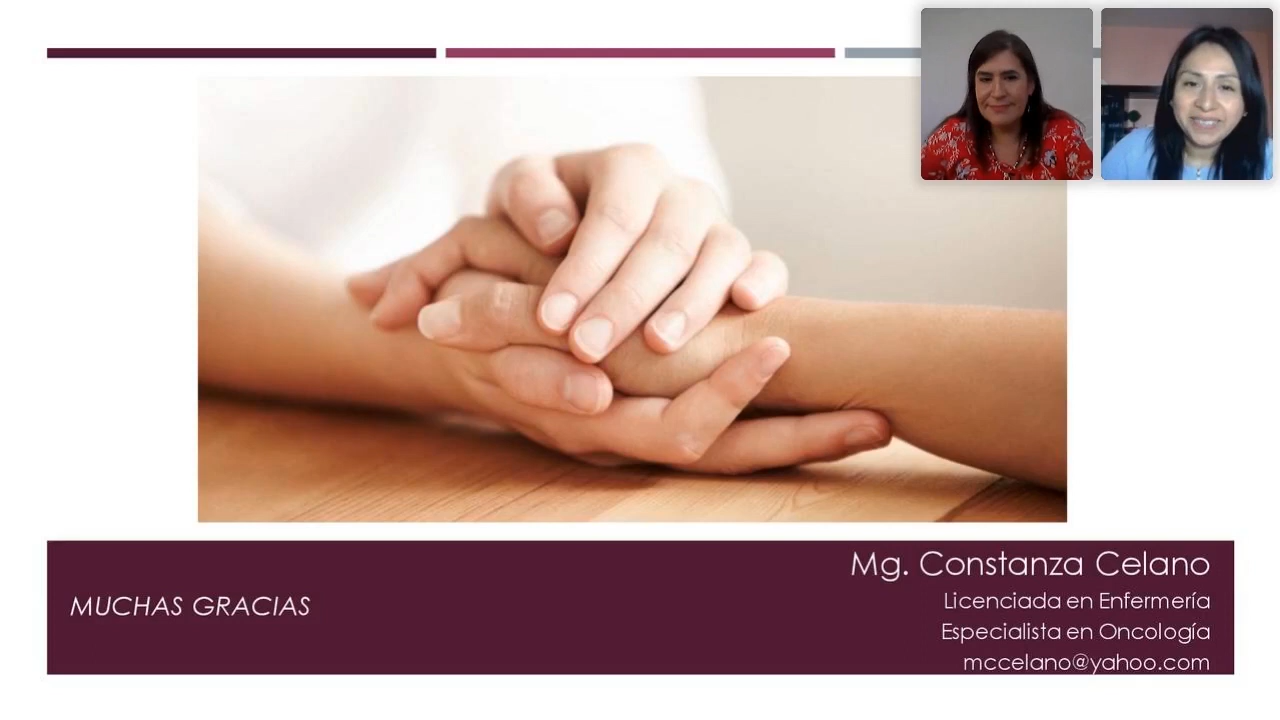 MUCHAS GRACIAS
Mg. Constanza Celano
Licenciada en Enfermería
Especialista en Oncología
mccelano@yahoo.com